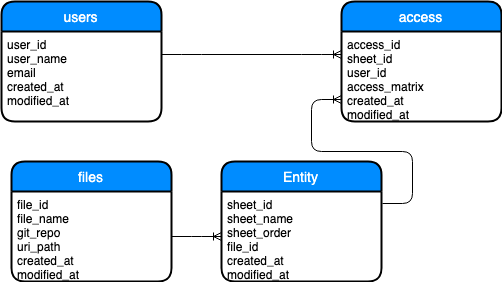 users
user_id
user_name
email
created_at
modified_at
access
access_id
sheet_id
user_id
access_matrix
created_at
modified_at
files
file_id
file_name
git_repo
uri_path
created_at
modified_at
Entity
sheet_id
sheet_name
sheet_order
file_id
created_at
modified_at